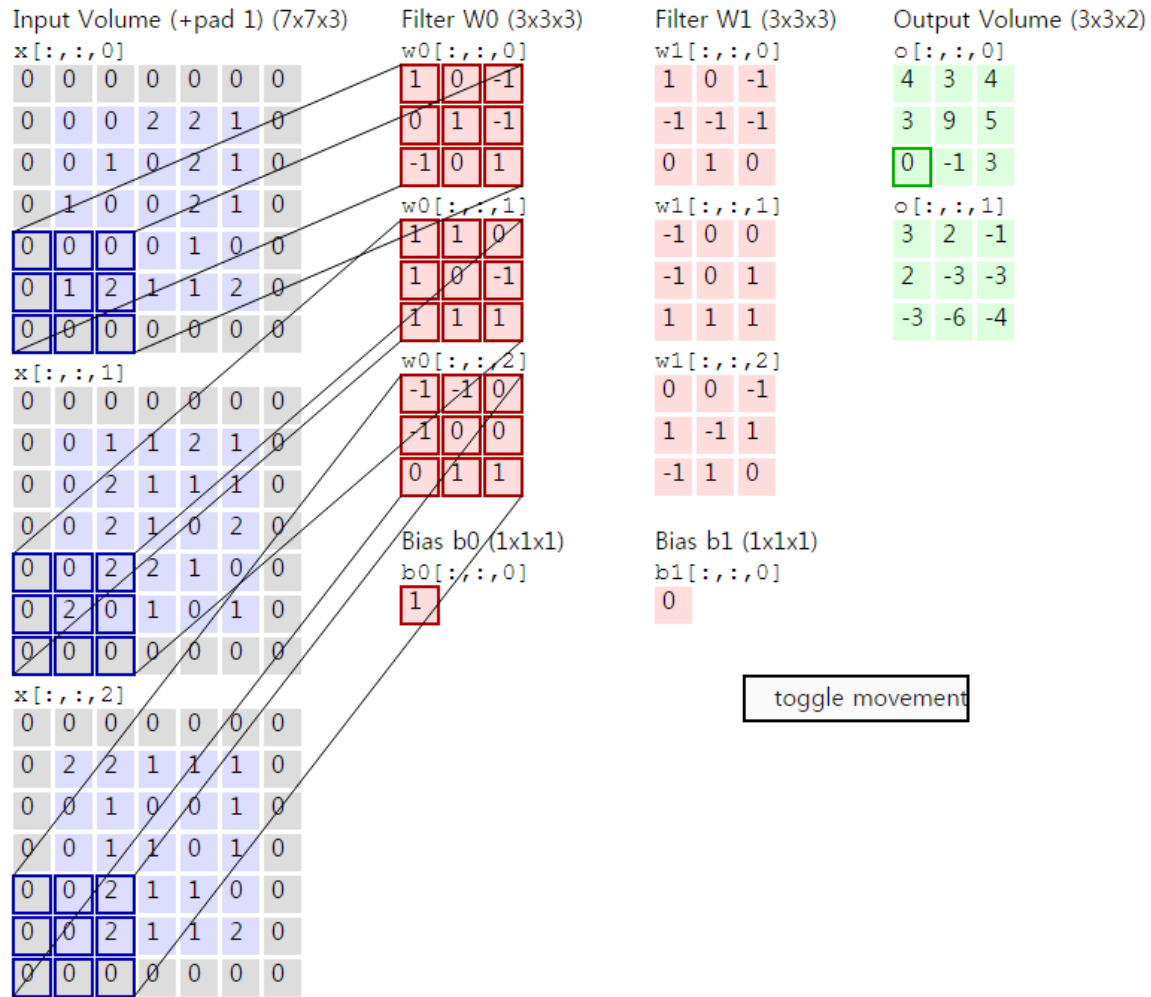 Input Volume (+pad 1) (7x7x3)
x[:,:,0]
0 0 0 0 0 0 0
0 0 0 2 2 1 0
0 0 1 0 2 1 0
0 1 0 0 2 1 0
0 0 0 0 1 0 0
0 1 2 1 1 2 0
0 0 0 0 0 0 0
x[:,:,1]
0 0 0 0 0 0 0
0 0 1 1 2 1 0
0 0 2 1 1 1 0
0 0 2 1 0 2 0
0 0 2 2 1 0 0
0 2 0 1 0 1 0
0 0 0 0 0 0 0
x[:,:,2]
0 0 0 0 0 0 0
0 2 2 1 1 1 0
0 0 1 0 0 1 0
0 0 1 1 0 1 0
0 0 2 1 1 0 0
0 0 2 1 1 2 0
0 0 0 0 0 0 0
Filter W0 (3x3x3)
w0[:,:,0]
1 0 -1
0 1 -1
-1 0 1
w0[:,:,1]
1 1 0
1 0 -1
1 1 1
w0[:,:,2]
-1 -1 0
-1 0 0
0 1 1
Bias b0 (1x1x1)
b0[:,:,0]
1
Filter W1 (3x3x3)
w1[:,:,0]
1 0 -1
-1 -1 -1
0 1 0
w1[:,:,1]
-1 0 0
-1 0 1
1 1 1
w1[:,:,2]
0 0 -1
1 -1 1
-1 1 0
Bias b1 (1x1x1)
b1[:,:,0]
0
Output Volume (3x3x2)
o[:,:,0]
4 3 4
3 9 5
0 -1 3
o[:,:,1]
3 2 -1
2 -3 -3
-3 -6 -4
toggle movement